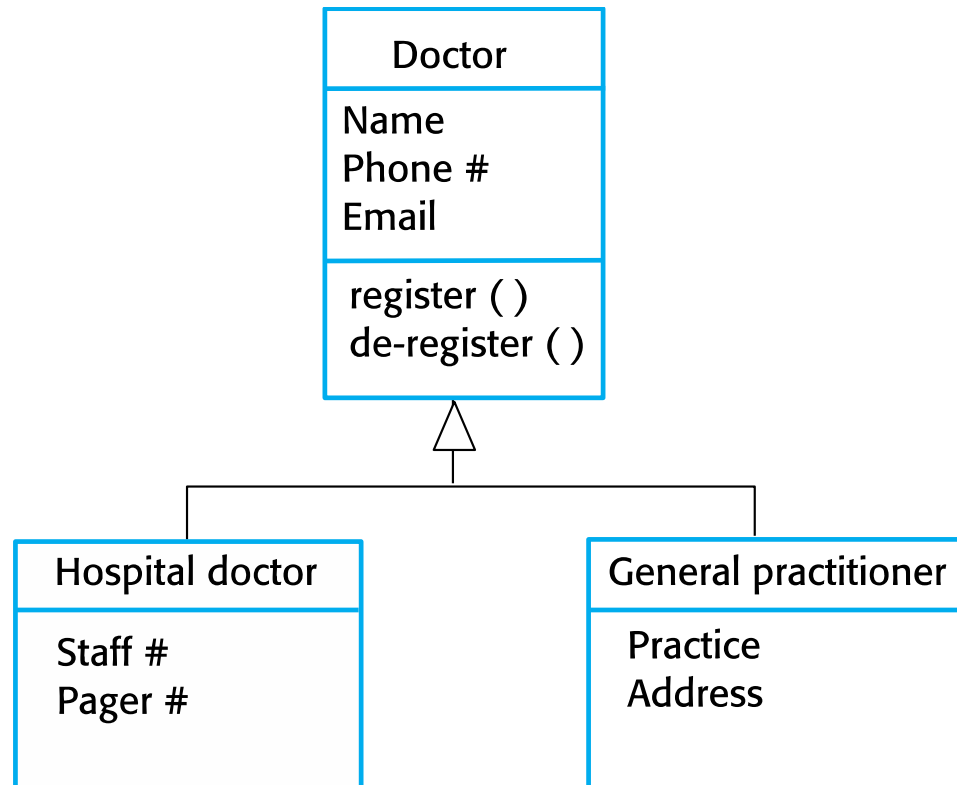 Doctor
Name
Phone #
Email
register ( )
de-register ( )
Hospital doctor
Staff #
Pager #
General practitioner
Practice
Address